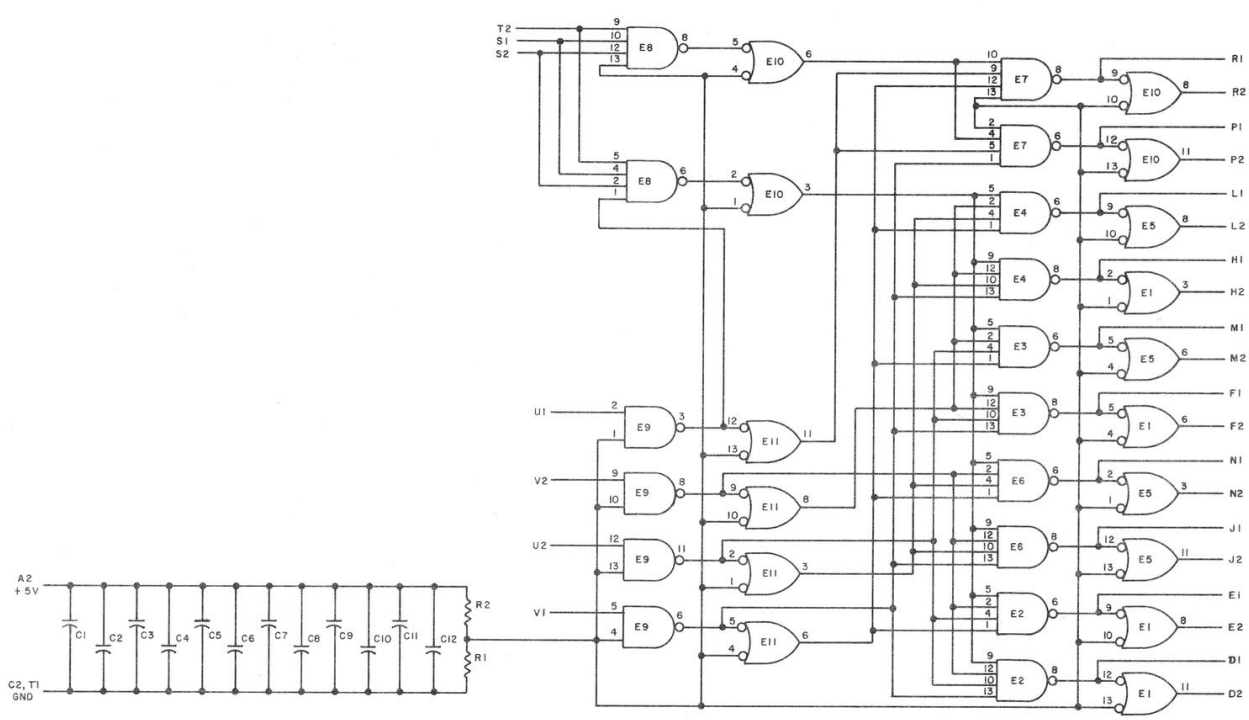 T2 9 E8 8 5 E10 6 10 E7 8 9 E10 8 R1
S1 10 4 9 10 R2
S2 12 12
13 13
2 E7 6 12 E10 11 P1
4 13 P2
5
1
5 E8 6 2 E10 3 5 E4 6 9 E5 8 L1
4 1 2 10 L2
2 4
1 1
9 E4 8 2 E1 3 H1
12 1 H2
10
13
5 E3 6 5 E5 6 M1
2 4 M2
4
1
U1 2 E9 3 12 E11 11 9 E3 8 5 E1 6 F1
1 13 12 4 F2
10
13
V2 9 E9 8 9 E11 8 5 E6 6 2 E5 3 N1
10 10 2 1 N2
4
1
U2 12 E9 11 2 E11 3 9 E6 8 12 E5 11 J1
13 1 12 13 J2
10
13
V1 5 E9 6 5 E11 6 5 E2 6 9 E1 8 E1
4 4 2 10 E2
4
1
9 E2 8 12 E1 11 D1
12 13 D2
10
13
A2
+5V
C1 C2 C3 C4 C5 C6 C7 C8 C9 C10 C11 C12 R2
R1
C2, T1
GND